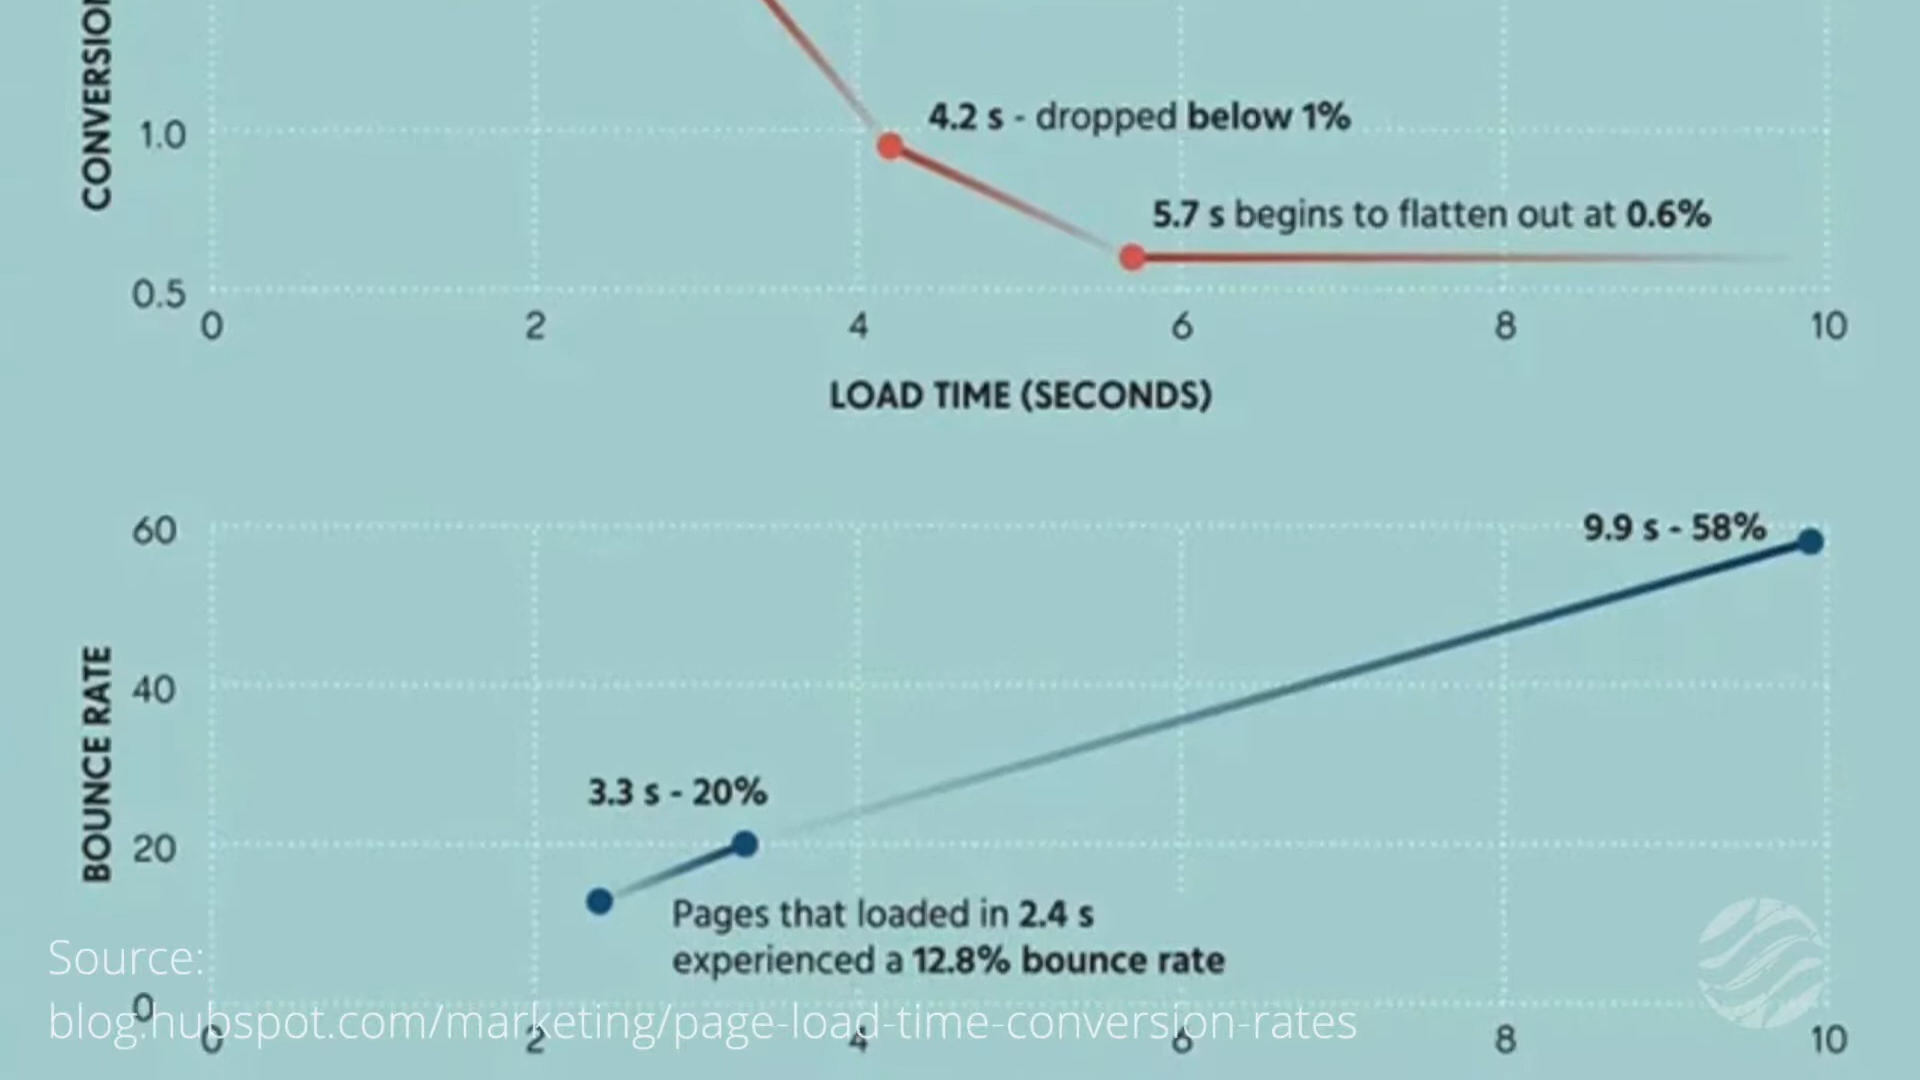 CONVERSIO
4.2 s - dropped below 1%
1.0
5.7 s begins to flatten out at 0.6%
0.5
0 2 4 6 8 10
LOAD TIME (SECONDS)
60
9.9 s - 58%
40
BOUNCE RATE
3.3 s - 20%
20
Pages that loaded in 2.4 s
experienced a 12.8% bounce rate
Source:
0
blog.hubspot.com/marketing/page-load-time-conversion-rates
0 2 4 6 8 10